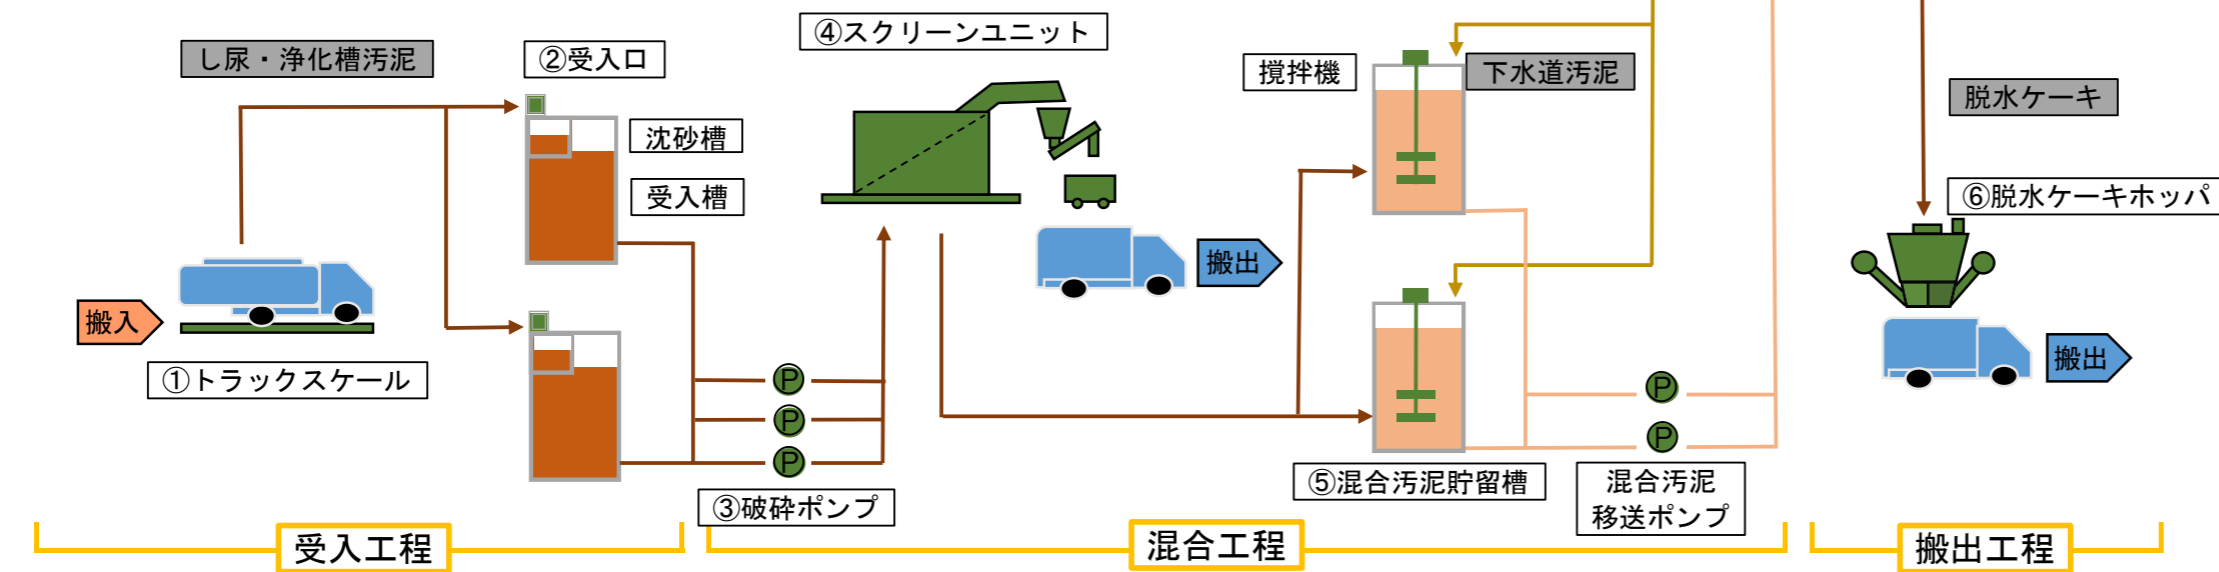 し尿・浄化槽汚泥
②受入口
沈砂槽
受入槽
搬入
①トラックスケール
P
P
P
③破砕ポンプ
受入工程
④スクリーンユニット
搬出
撹拌機
下水道汚泥
⑤混合汚泥貯留槽
P
P
混合汚泥
移送ポンプ
混合工程
脱水ケーキ
⑥脱水ケーキホッパ
搬出
搬出工程